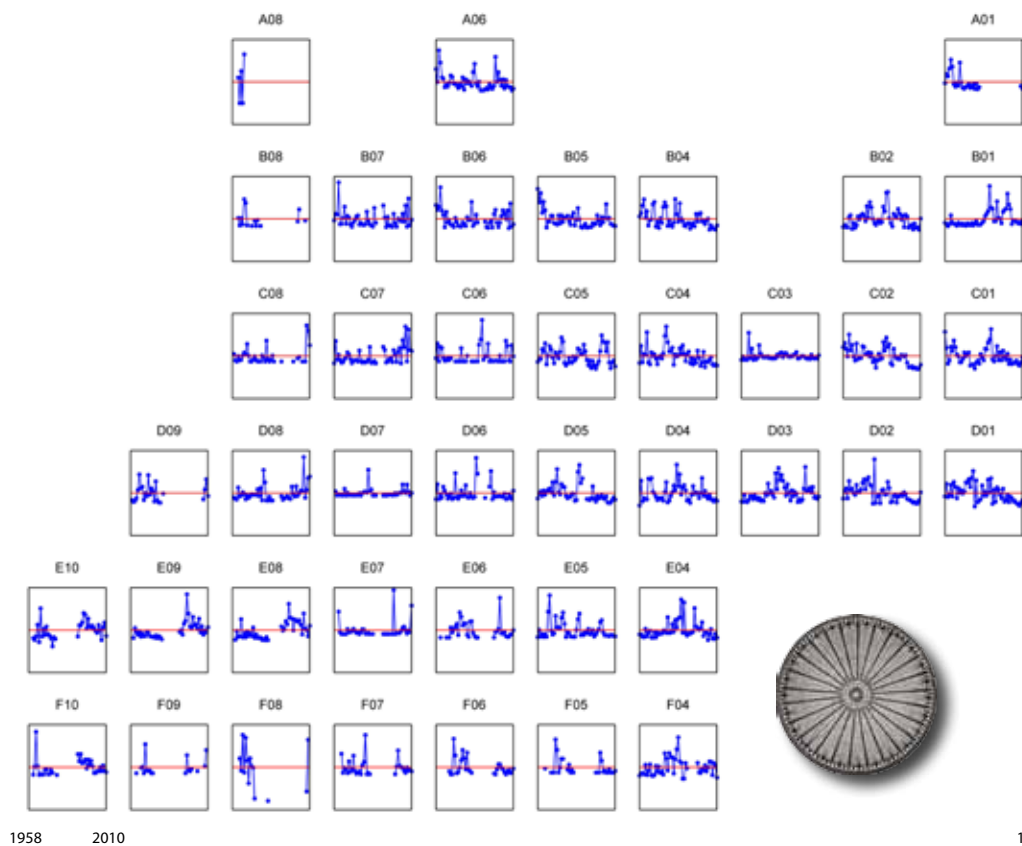 A08 A06 A01
B08 B07 B06 B05 B04 B02 B01
C08 C07 C06 C05 C04 C03 C02 C01
D09 D08 D07 D06 D05 D04 D03 D02 D01
E10 E09 E08 E07 E06 E05 E04
F10 F09 F08 F07 F06 F05 F04
1958 2010 1